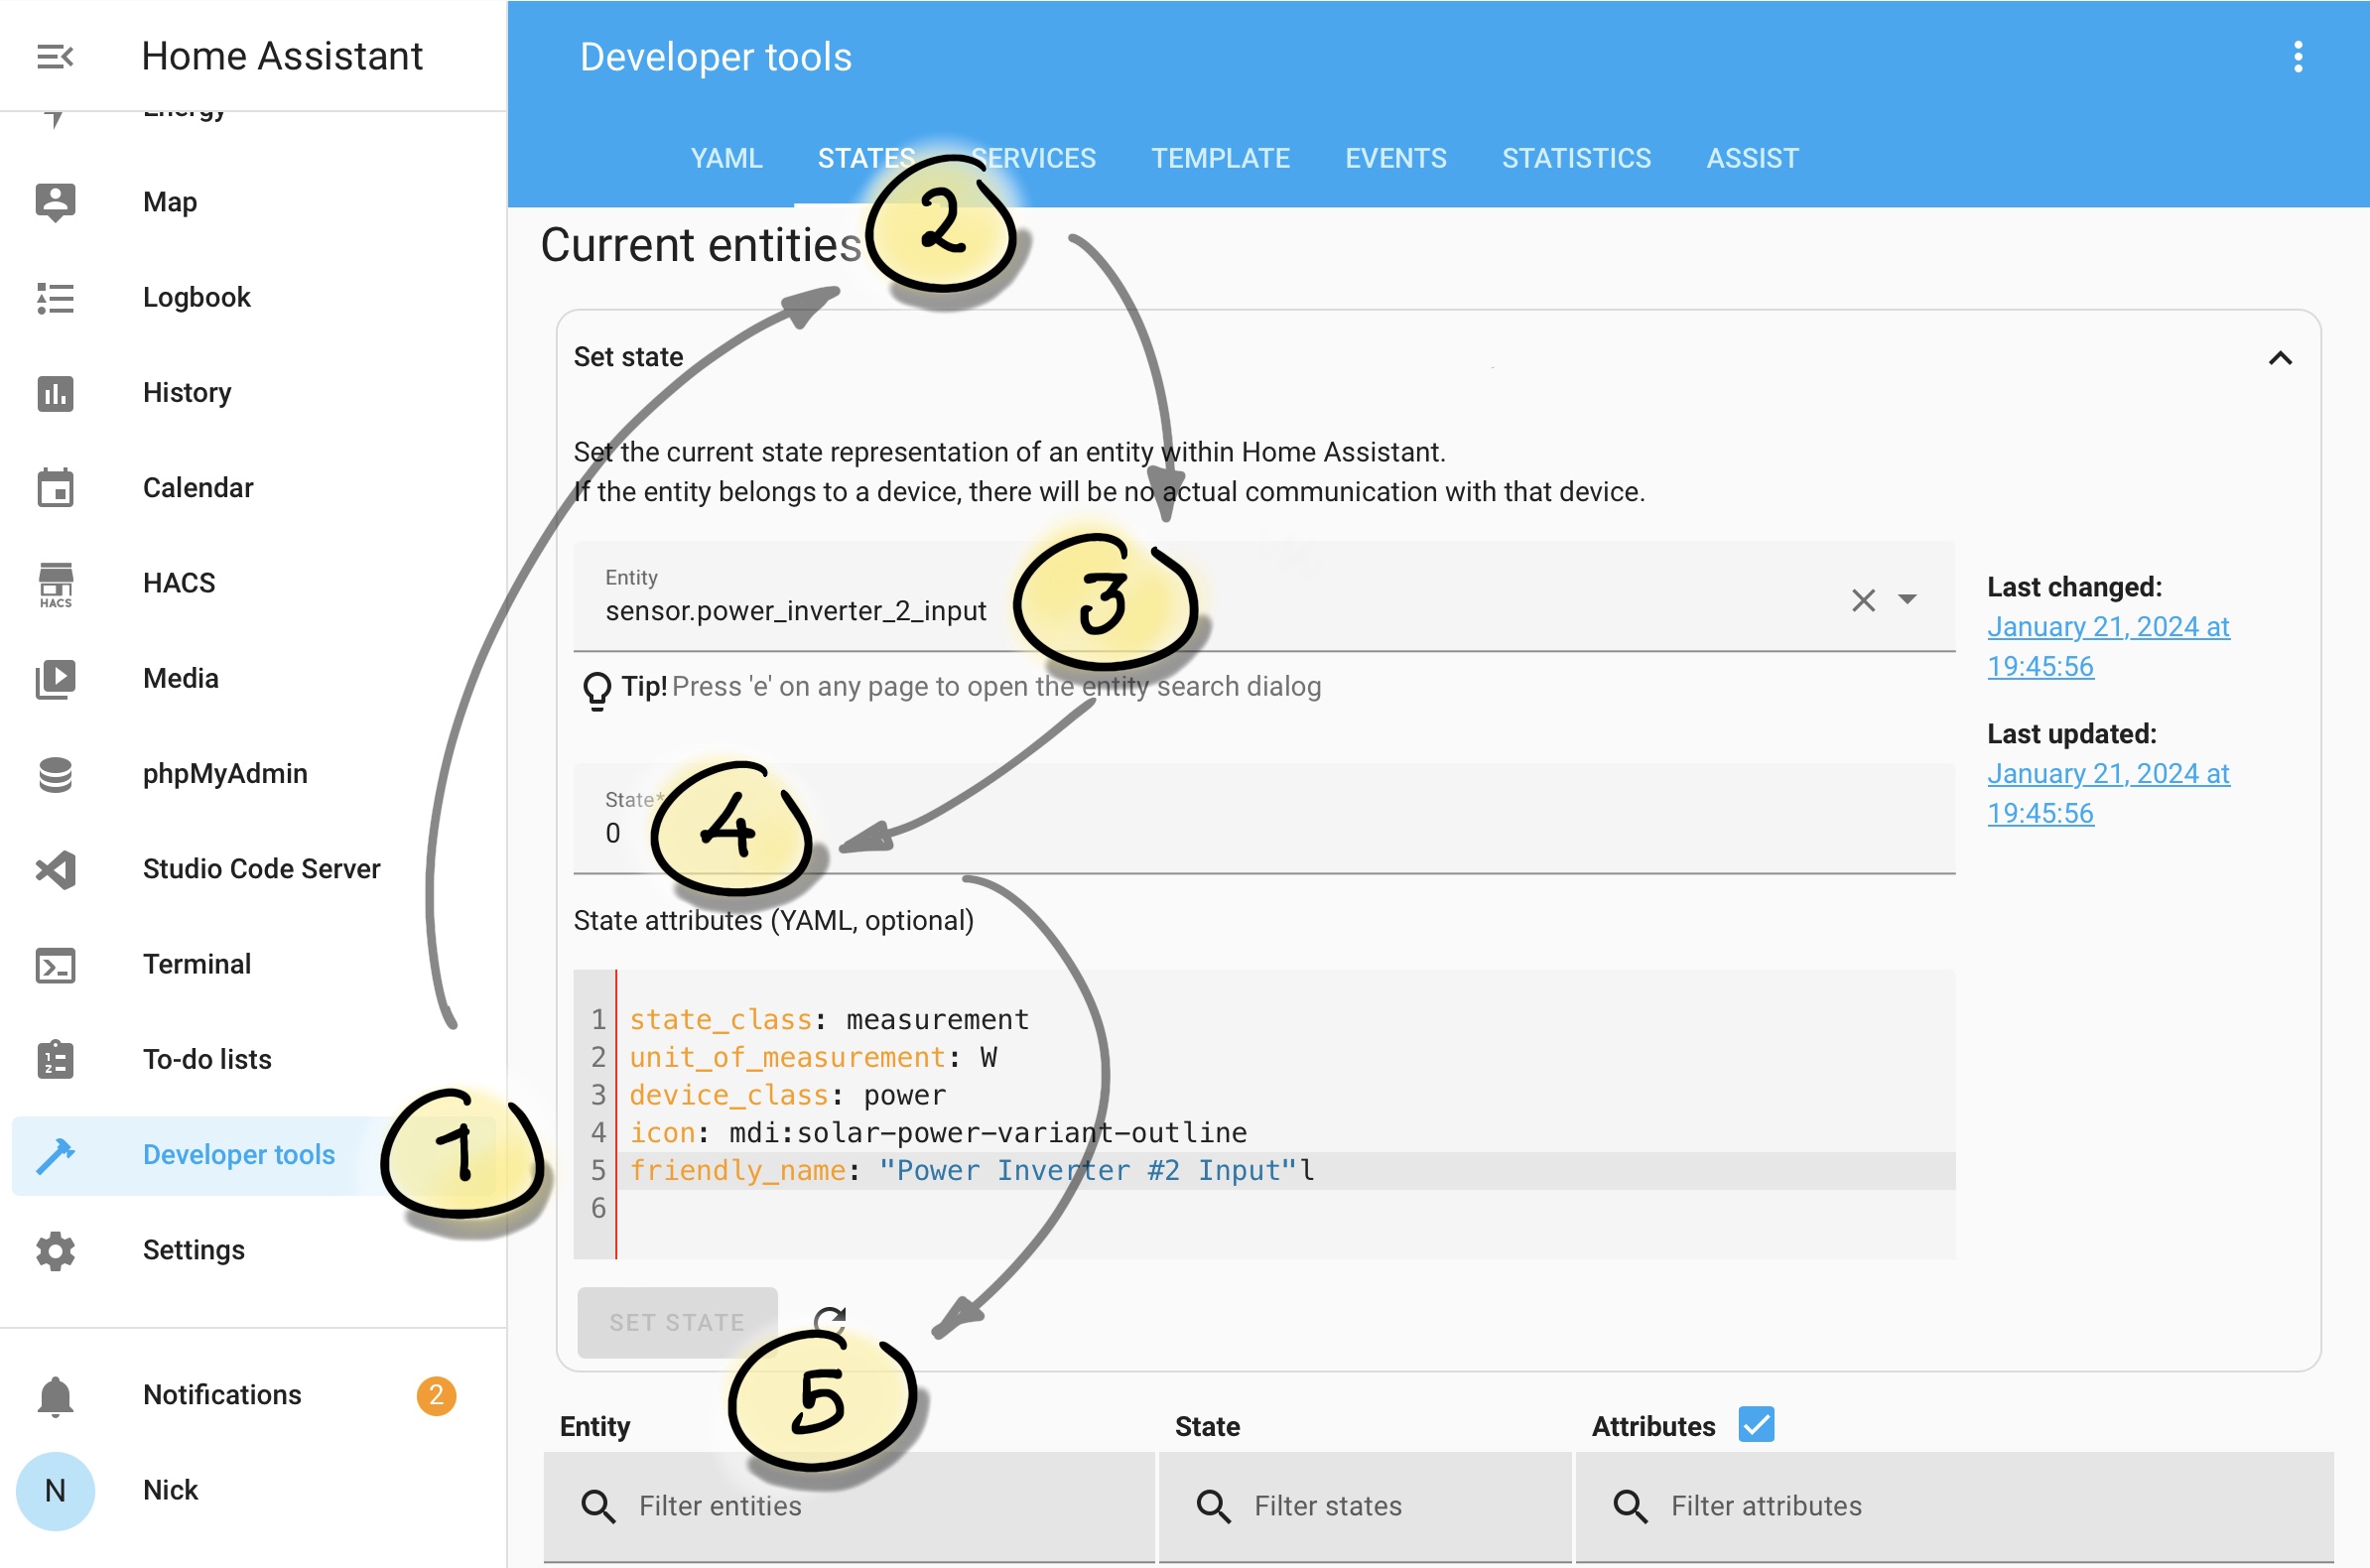 Home Assistant
Energy
Map
Logbook
History
Calendar
HACS
HACS
Media
phpMyAdmin
Studio Code Server
Terminal
To-do lists
Developer tools
1
Settings
Notifications
2
N
Nick
Developer tools
YAML STATES SERVICES TEMPLATE EVENTS STATISTICS ASSIST
2
Current entities
Set state
Set the current state representation of an entity within Home Assistant.
If the entity belongs to a device, there will be no actual communication with that device.
Entity
sensor.power_inverter_2_input
3
Tip! Press 'e' on any page to open the entity search dialog
State*
0
4
Last changed:
January 21, 2024 at
19:45:56
Last updated:
January 21, 2024 at
19:45:56
State attributes (YAML, optional)
1 state_class: measurement
2 unit_of_measurement: W
3 device_class: power
4 icon: mdi:solar-power-variant-outline
5 friendly_name: "Power Inverter #2 Input"l
6
SET STATE
5
Entity State Attributes
Filter entities Filter states Filter attributes